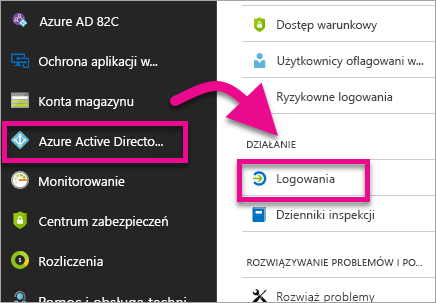 Azure AD 82C
Ochrona aplikacji w...
Konta magazynu
Azure Active Directo...
Monitorowanie
Centrum zabezpieczeń
Rozliczenia
Pomoc i obsługa techni
Dostęp warunkowy
Użytkownicy oflagowani w...
Ryzykowne logowania
DZIAŁANIE
Logowania
Dzienniki inspekcji
ROZWIĄZYWANIE PROBLEMÓW I PO...
Rozwiąż problemy